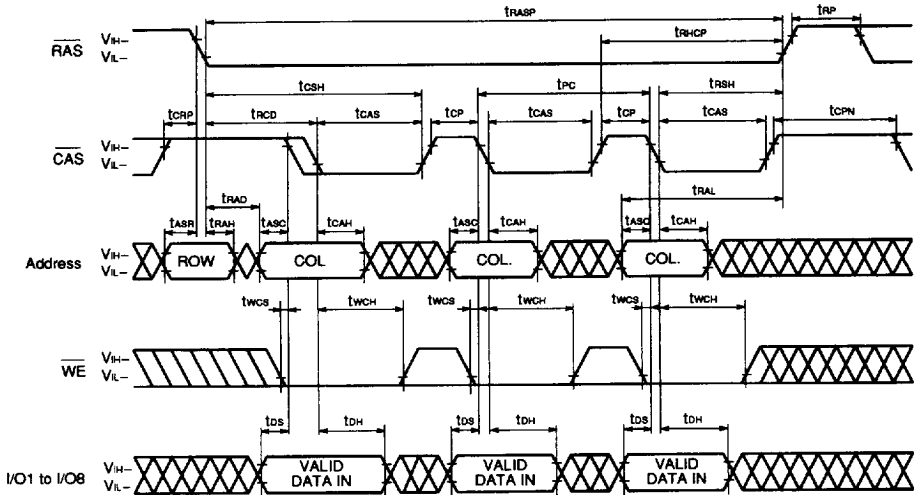 tRASP tRP
tRHCP
RAS VIH–
VIL–
tCSH tPC tRSH
tCRP tRCD tCAS tCP tCAS tCP tCAS tCPN
CAS VIH–
VIL–
tRAD tRAL
tASR tRAH tASC tCAH tASC tCAH tASC tCAH
Address VIH–
VIL–
ROW COL COL. COL.
tWCS tWCH tWCS tWCH tWCS tWCH
WE VIH–
VIL–
tDS tDH tDS tDH tDS tDH
I/O1 to I/O8 VIH–
VIL–
VALID VALID VALID
DATA IN DATA IN DATA IN